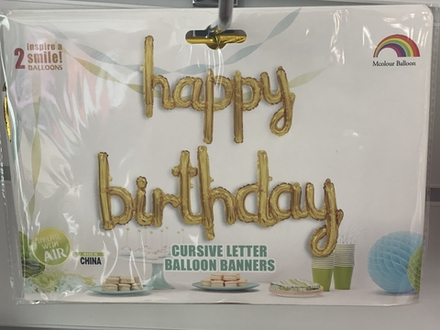 2 inspire a
smile!
BALLOONS
Mcolour Balloon
happy
birthday
AIR
CHINA
CURSIVE LETTER
BALLOON BANNERS